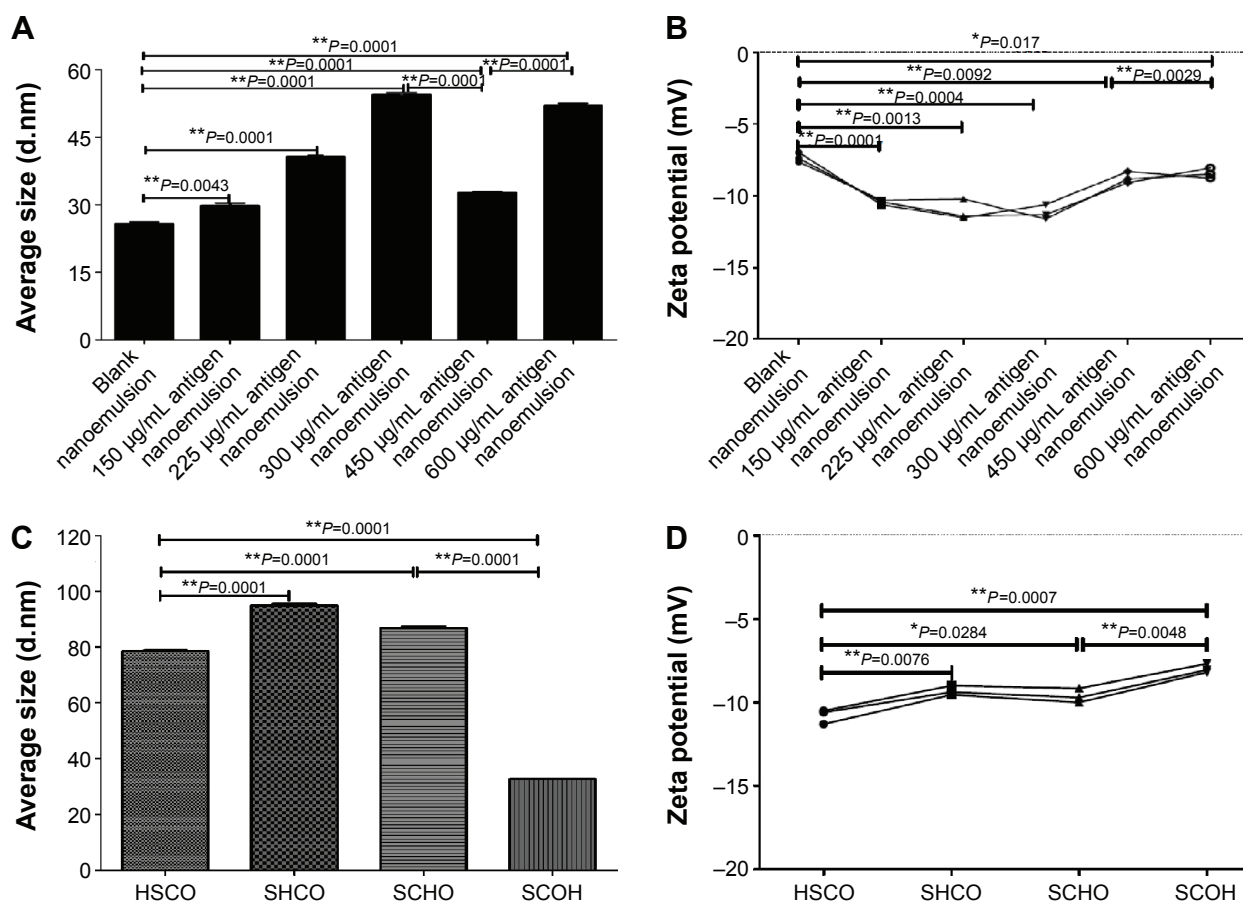 A
**P=0.0001
**P=0.0001
**P=0.0001
**P=0.0001
**P=0.0001
**P=0.0001
**P=0.0043
Average size (d.nm)
60
45
30
15
0
Blank
nanoemulsion
150 µg/mL antigen
nanoemulsion
225 µg/mL antigen
nanoemulsion
300 µg/mL antigen
nanoemulsion
450 µg/mL antigen
nanoemulsion
600 µg/mL antigen
nanoemulsion
B
*P=0.017
**P=0.0092
**P=0.0029
**P=0.0004
**P=0.0013
**P=0.0001
Zeta potential (mV)
0
–5
–10
–15
–20
Blank
nanoemulsion
150 µg/mL antigen
nanoemulsion
225 µg/mL antigen
nanoemulsion
300 µg/mL antigen
nanoemulsion
450 µg/mL antigen
nanoemulsion
600 µg/mL antigen
nanoemulsion
C
**P=0.0001
**P=0.0001
**P=0.0001
**P=0.0001
Average size (d.nm)
120
100
80
60
40
20
0
HSCO
SHCO
SCHO
SCOH
D
**P=0.0007
*P=0.0284
**P=0.0048
**P=0.0076
Zeta potential (mV)
0
–5
–10
–15
–20
HSCO
SHCO
SCHO
SCOH